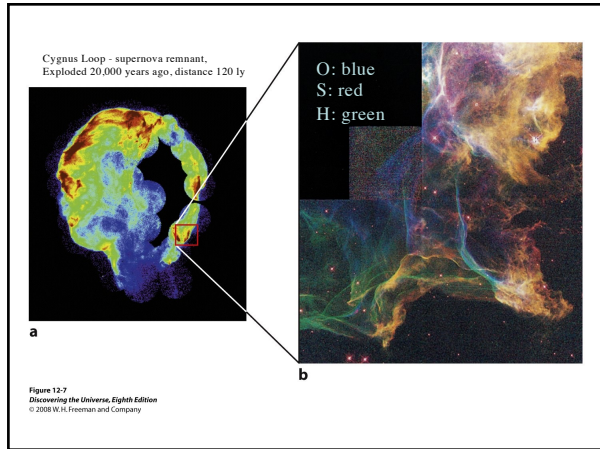 Cygnus Loop - supernova remnant,
Exploded 20,000 years ago, distance 120 ly
O: blue
S: red
H: green
a
b
Figure 12-7
Discovering the Universe, Eighth Edition
© 2008 W. H. Freeman and Company